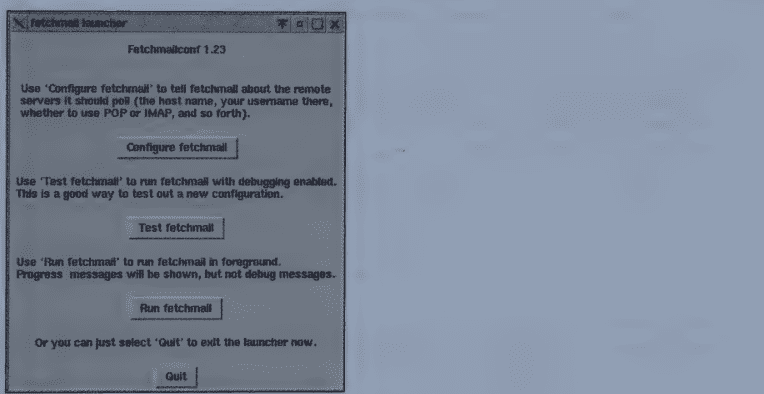 fetchmail launcher
Fetchmailconf 1.23
Use 'Configure fetchmail' to tell fetchmail about the remote
servers it should poll (the host name, your username there,
whether to use POP or IMAP, and so forth).
Configure fetchmail
Use 'Test fetchmail' to run fetchmail with debugging enabled.
This is a good way to test out a new configuration.
Test fetchmail
Use 'Run fetchmail' to run fetchmail in foreground.
Progress messages will be shown, but not debug messages.
Run fetchmail
Or you can just select 'Quit' to exit the launcher now.
Quit